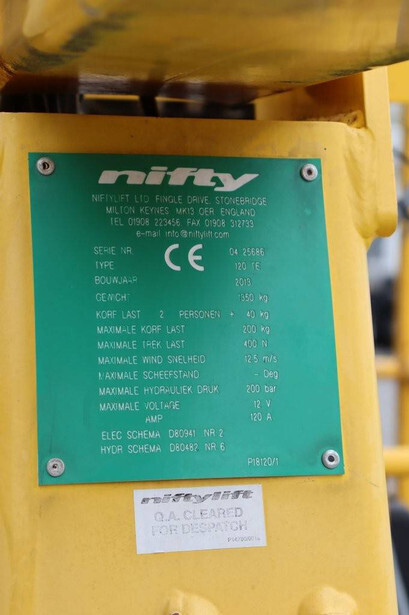 nifty
NIFTYLIFT LTD FINGLE DRIVE, STONEBRIDGE
MILTON KEYNES MK13 OER ENGLAND
TEL 01908 223456 FAX 01908 312733
e-mail info@niftylift.com
CE
SERIE NR. 04 25686
TYPE 120 TE
BOUWJAAR 2013
GEWICHT 1350 kg
KORF LAST 2 PERSONEN + 40 kg
MAXIMALE KORF LAST 200 kg
MAXIMALE TREK LAST 400 N
MAXIMALE WIND SNELHEID 12.5 m/s
MAXIMALE SCHEEFSTAND - Deg
MAXIMALE HYDRAULIEK DRUK 200 bar
MAXIMALE VOLTAGE 12 V
AMP 120 A
ELEC SCHEMA D80941 NR 2
HYDR SCHEMA D80482 NR 6
P18120/1
niftylift
Q.A. CLEARED
FOR DESPATCH